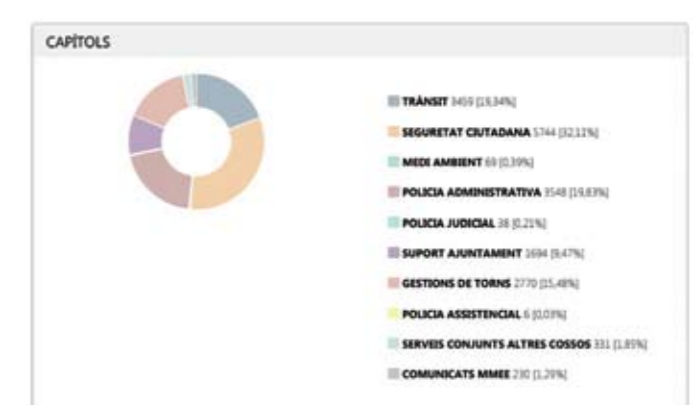 CAPÍTOLS
TRÀNSIT 3459 [19,34%]
SEGURETAT CIUTADANA 5744 [32,11%]
MEDI AMBIENT 69 [0,39%]
POLICIA ADMINISTRATIVA 3548 [19,83%]
POLICIA JUDICIAL 38 [0,21%]
SUPORT AJUNTAMENT 1694 [9,47%]
GESTIONS DE TORNS 2770 [15,48%]
POLICIA ASSISTENCIAL 6 [0,03%]
SERVEIS CONJUNTS ALTRES COSSOS 331 [1,85%]
COMUNICATS MMEE 230 [1,29%]